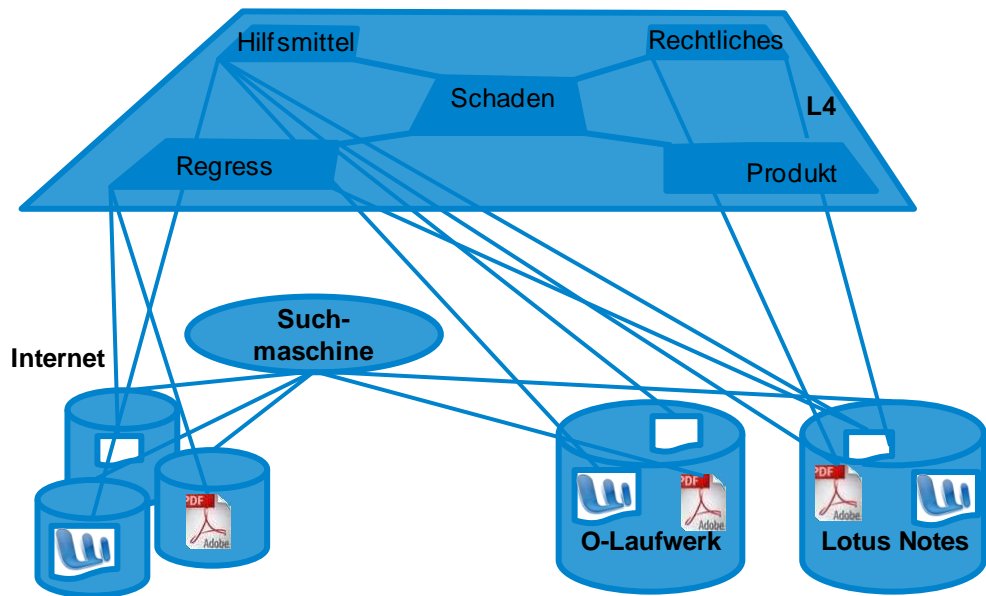 Hilfsmittel
Rechtliches
Schaden
L4
Regress
Produkt
Such-
maschine
Internet
PDF
Adobe
PDF
Adobe
PDF
Adobe
O-Laufwerk
Lotus Notes